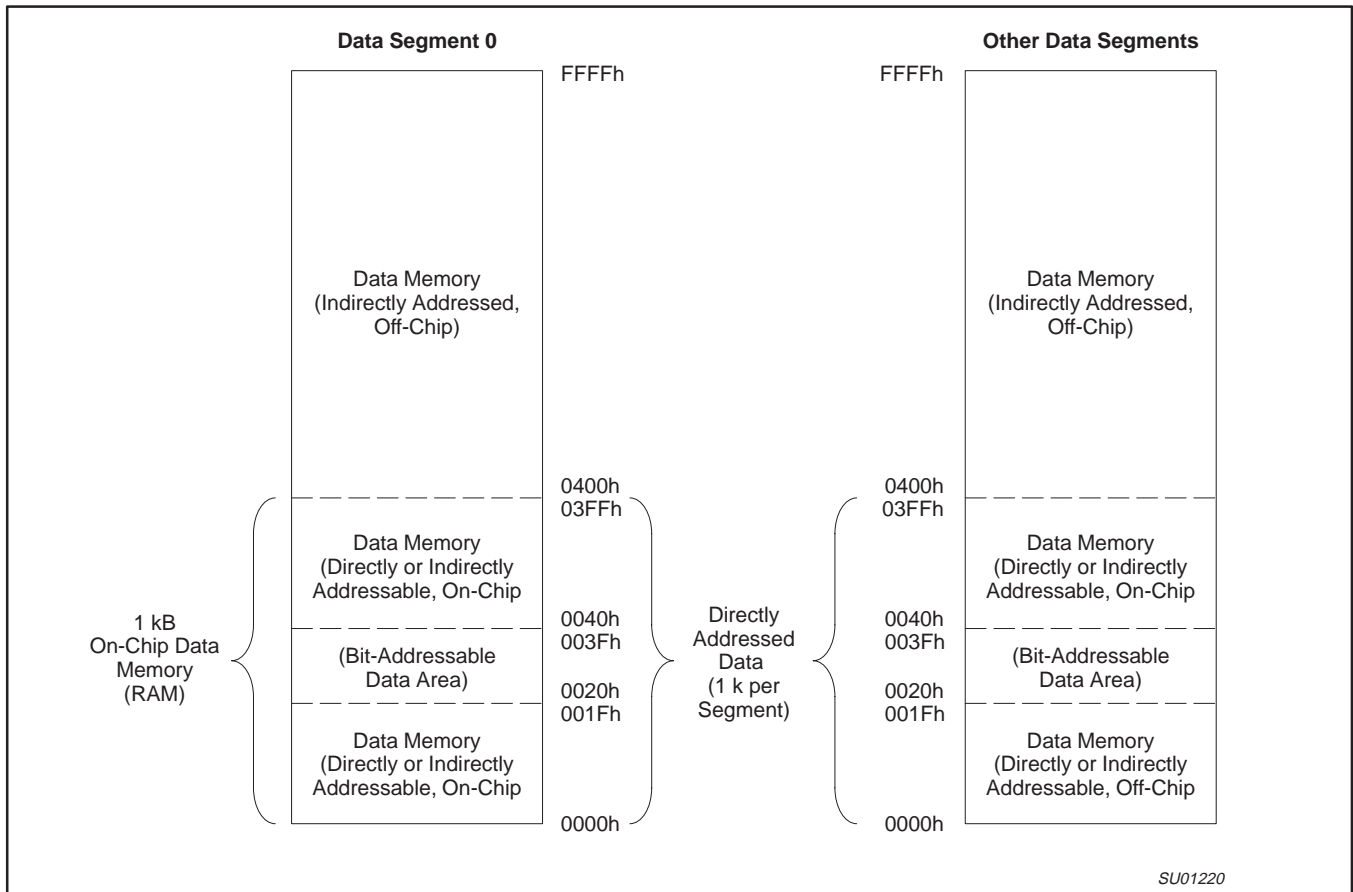 Data Segment 0
FFFFh
Data Memory
(Indirectly Addressed,
Off-Chip)
0400h
03FFh
Data Memory
(Directly or Indirectly
Addressable, On-Chip
0040h
003Fh
(Bit-Addressable
Data Area)
0020h
001Fh
Data Memory
(Directly or Indirectly
Addressable, On-Chip
0000h
1 kB
On-Chip Data
Memory
(RAM)
Directly
Addressed
Data
(1 k per
Segment)
Other Data Segments
FFFFh
Data Memory
(Indirectly Addressed,
Off-Chip)
0400h
03FFh
Data Memory
(Directly or Indirectly
Addressable, On-Chip
0040h
003Fh
(Bit-Addressable
Data Area)
0020h
001Fh
Data Memory
(Directly or Indirectly
Addressable, Off-Chip
0000h
SU01220